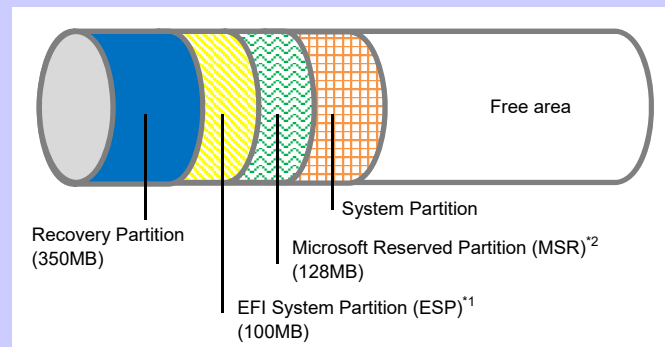 Free area
System Partition
Recovery Partition
(350MB)
Microsoft Reserved Partition (MSR)*2
(128MB)
EFI System Partition (ESP)*1
(100MB)